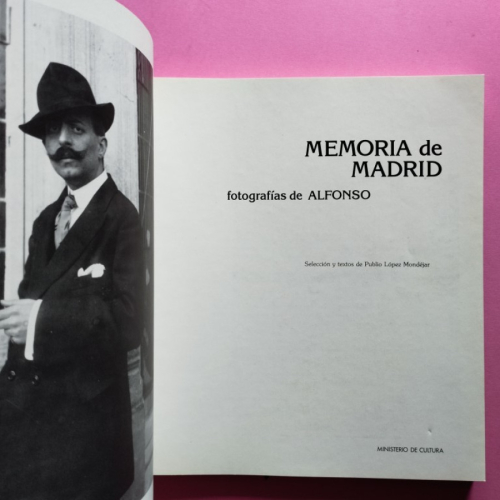 MEMORIA de
MADRID
fotografías de ALFONSO
Selección y textos de Publio López Mondéjar
MINISTERIO DE CULTURA